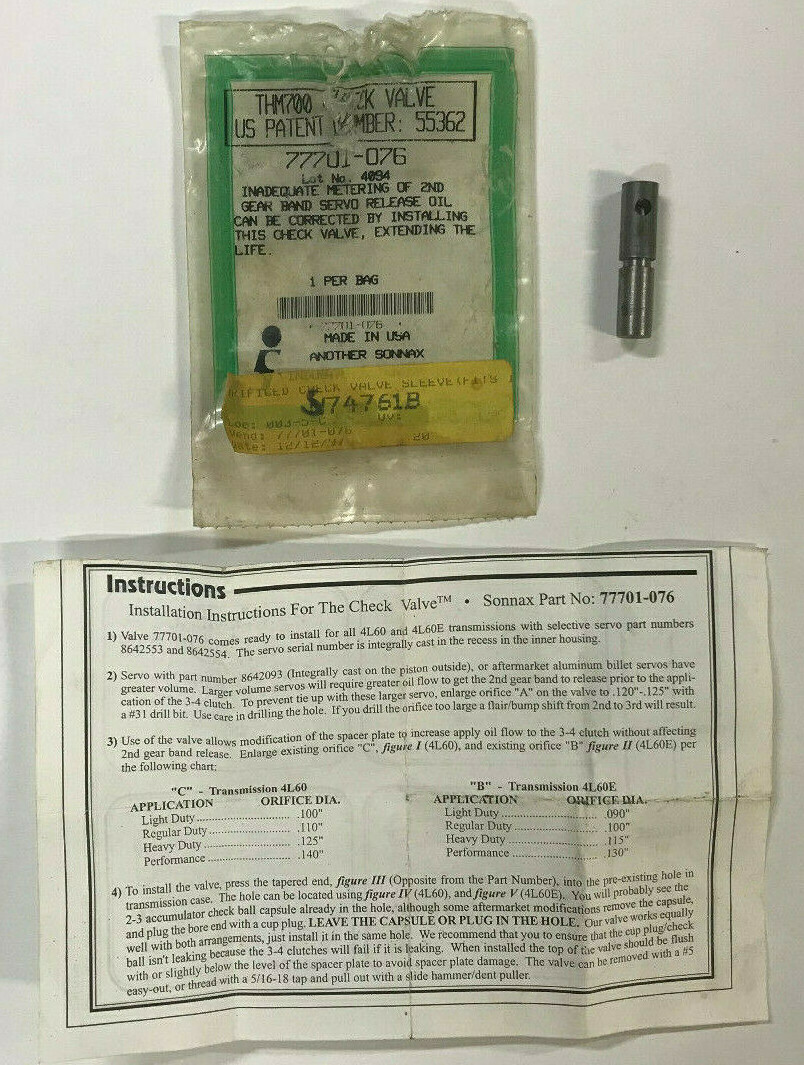 THM700 CK VALVE
US PATENT MBER: 55362
77701-076
Lot No. 4094
INADEQUATE METERING OF 2ND
GEAR BAND SERVO RELEASE OIL
CAN BE CORRECTED BY INSTALLING
THIS CHECK VALVE, EXTENDING THE
LIFE.
1 PER BAG
77701-076
MADE IN USA
ANOTHER SONNAX
RIFICED CHECK VALVE SLEEVE(FITS
S74761B
Loc: 003-5-C UV:
Vend: 77701-076
Date: 12/12/ 20
Instructions
Installation Instructions For The Check Valve™ • Sonnax Part No: 77701-076
1) Valve 77701-076 comes ready to install for all 4L60 and 4L60E transmissions with selective servo part numbers
8642553 and 8642554. The servo serial number is integrally cast in the recess in the inner housing.
2) Servo with part number 8642093 (Integrally cast on the piston outside), or aftermarket aluminum billet servos have
greater volume. Larger volume servos will require greater oil flow to get the 2nd gear band to release prior to the appli-
cation of the 3-4 clutch. To prevent tie up with these larger servo, enlarge orifice "A" on the valve to .120"-.125" with
a #31 drill bit. Use care in drilling the hole. If you drill the orifice too large a flair/bump shift from 2nd to 3rd will result.
3) Use of the valve allows modification of the spacer plate to increase apply oil flow to the 3-4 clutch without affecting
2nd gear band release. Enlarge existing orifice "C", figure I (4L60), and existing orifice "B" figure II (4L60E) per
the following chart:
"C" - Transmission 4L60
APPLICATION ORIFICE DIA.
Light Duty .100"
Regular Duty .110"
Heavy Duty .125"
Performance .140"
"B" - Transmission 4L60E
APPLICATION ORIFICE DIA.
Light Duty .090"
Regular Duty .100"
Heavy Duty .115"
Performance .130"
4) To install the valve, press the tapered end, figure III (Opposite from the Part Number), into the pre-existing hole in
transmission case. The hole can be located using figure IV (4L60), and figure V (4L60E). You will probably see the
2-3 accumulator check ball capsule already in the hole, although some aftermarket modifications remove the capsule,
and plug the bore end with a cup plug. LEAVE THE CAPSULE OR PLUG IN THE HOLE. Our valve works equally
well with both arrangements, just install it in the same hole. We recommend that you to ensure that the cup plug/check
ball isn't leaking because the 3-4 clutches will fail if it is leaking. When installed the top of the valve should be flush
with or slightly below the level of the spacer plate to avoid spacer plate damage. The valve can be removed with a #5
easy-out, or thread with a 5/16-18 tap and pull out with a slide hammer/dent puller.